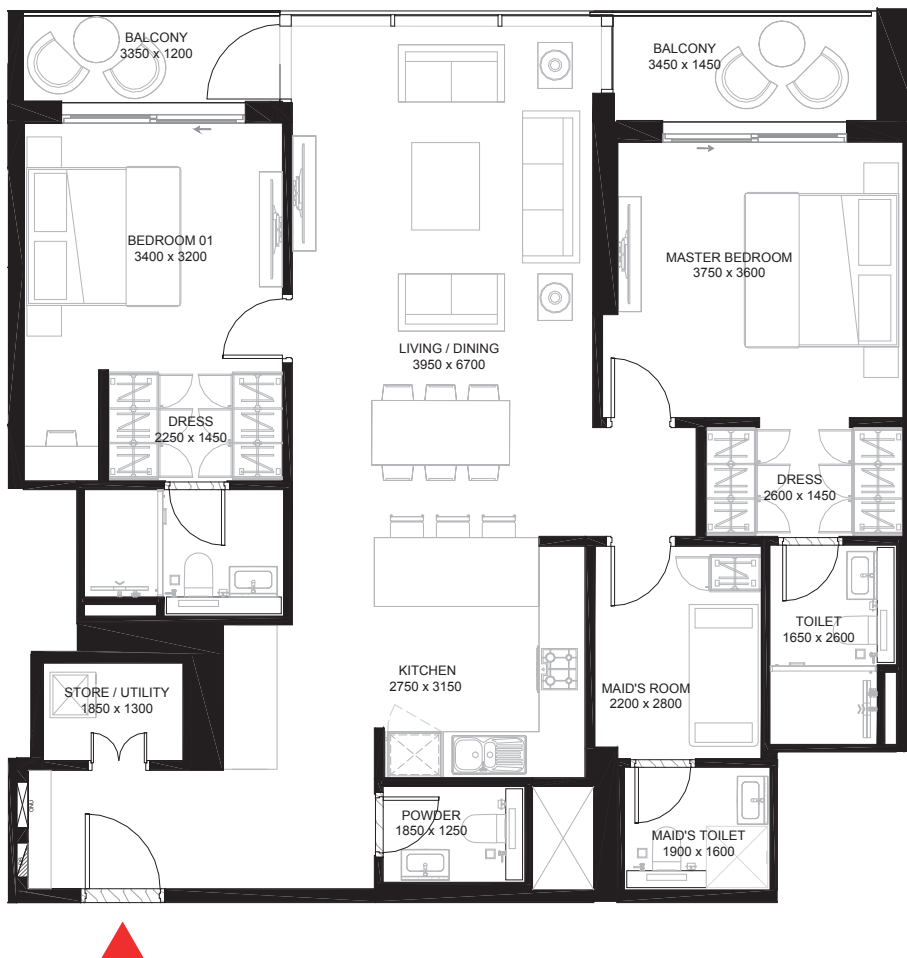 BALCONY
3350 x 1200
BALCONY
3450 x 1450
BEDROOM 01
3400 x 3200
MASTER BEDROOM
3750 x 3600
LIVING / DINING
3950 x 6700
DRESS
2250 x 1450
DRESS
2600 x 1450
TOILET
1650 x 2600
KITCHEN
2750 x 3150
STORE / UTILITY
1850 x 1300
MAID'S ROOM
2200 x 2800
POWDER
1850 x 1250
MAID'S TOILET
1900 x 1600